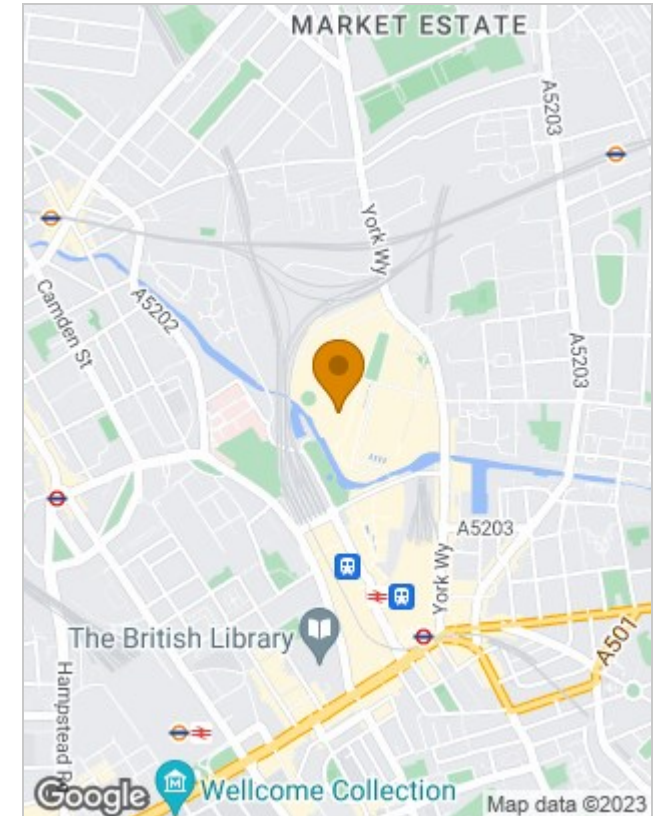 MARKET ESTATE
A5203
York Wy
A5202
Camden St
A5203
A5203
York Wy
The British Library
A501
Hampstead Rd
Wellcome Collection
Google
Map data ©2023